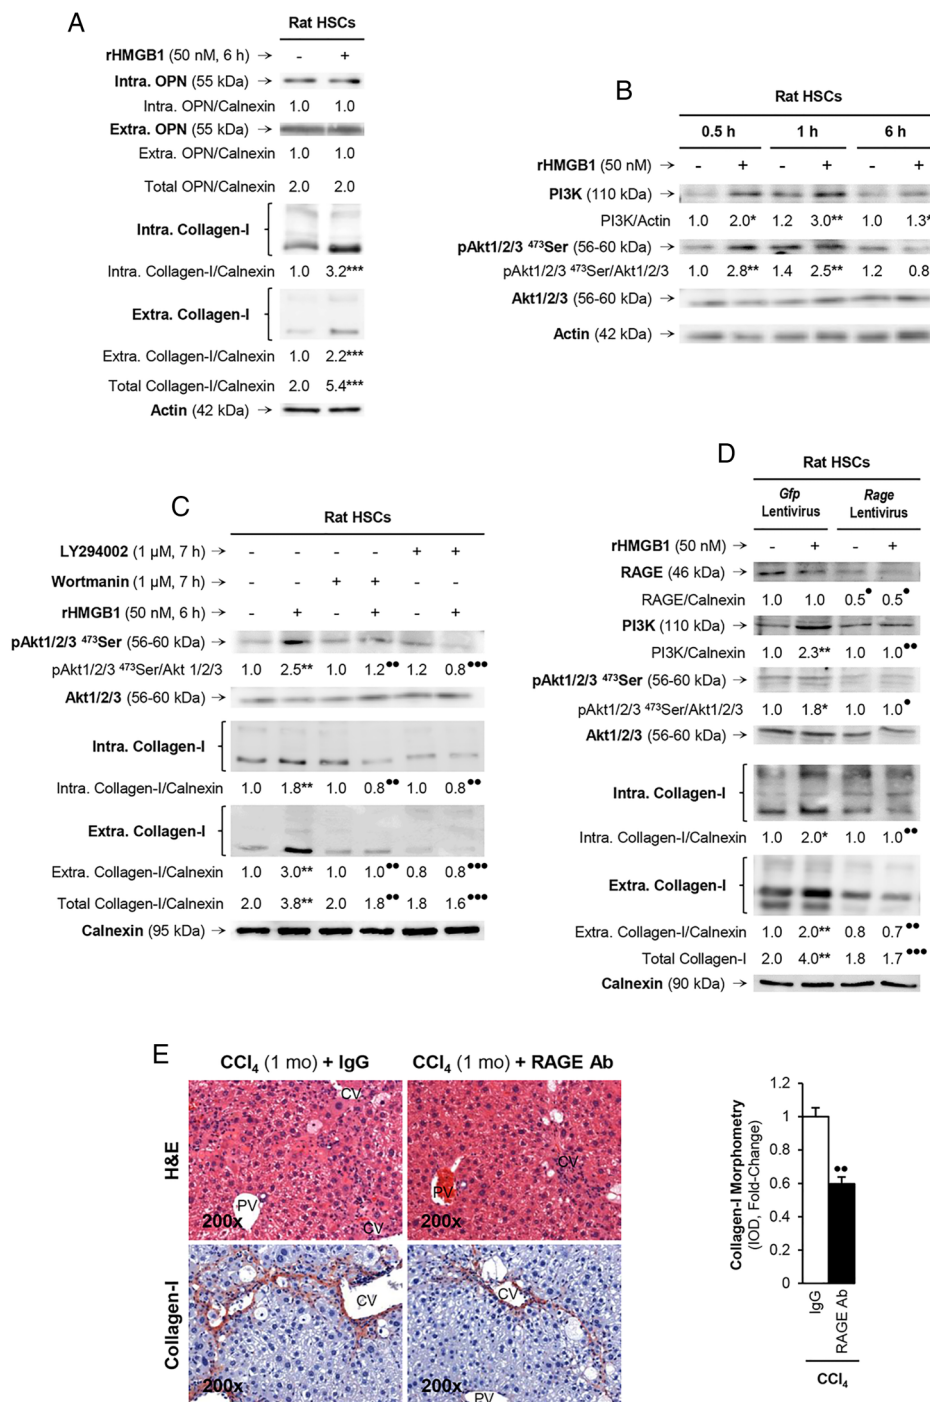 A
Rat HSCs
rHMGB1 (50 nM, 6 h) → - +
Intra. OPN (55 kDa) →
Intra. OPN/Calnexin 1.0 1.0
Extra. OPN (55 kDa) →
Extra. OPN/Calnexin 1.0 1.0
Total OPN/Calnexin 2.0 2.0
Intra. Collagen-I
Intra. Collagen-I/Calnexin 1.0 3.2***
Extra. Collagen-I
Extra. Collagen-I/Calnexin 1.0 2.2***
Total Collagen-I/Calnexin 2.0 5.4***
Actin (42 kDa) →
B
Rat HSCs
0.5 h 1 h 6 h
rHMGB1 (50 nM) → - + - + - +
PI3K (110 kDa) →
PI3K/Actin 1.0 2.0* 1.2 3.0** 1.0 1.3*
pAkt1/2/3 ⁴⁷³Ser (56-60 kDa) →
pAkt1/2/3 ⁴⁷³Ser/Akt1/2/3 1.0 2.8** 1.4 2.5** 1.2 0.8
Akt1/2/3 (56-60 kDa) →
Actin (42 kDa) →
C
Rat HSCs
LY294002 (1 µM, 7 h) → - - - - + +
Wortmanin (1 µM, 7 h) → - - + + - -
rHMGB1 (50 nM, 6 h) → - + - + - +
pAkt1/2/3 ⁴⁷³Ser (56-60 kDa) →
pAkt1/2/3 ⁴⁷³Ser/Akt 1/2/3 1.0 2.5** 1.0 1.2•• 1.2 0.8•••
Akt1/2/3 (56-60 kDa) →
Intra. Collagen-I
Intra. Collagen-I/Calnexin 1.0 1.8** 1.0 0.8•• 1.0 0.8••
Extra. Collagen-I
Extra. Collagen-I/Calnexin 1.0 3.0** 1.0 1.0•• 0.8 0.8•••
Total Collagen-I/Calnexin 2.0 3.8** 2.0 1.8•• 1.8 1.6•••
Calnexin (95 kDa) →
D
Rat HSCs
Gfp Rage
Lentivirus Lentivirus
rHMGB1 (50 nM) → - + - +
RAGE (46 kDa) →
RAGE/Calnexin 1.0 1.0 0.5• 0.5•
PI3K (110 kDa) →
PI3K/Calnexin 1.0 2.3** 1.0 1.0••
pAkt1/2/3 ⁴⁷³Ser (56-60 kDa) →
pAkt1/2/3 ⁴⁷³Ser/Akt1/2/3 1.0 1.8* 1.0 1.0•
Akt1/2/3 (56-60 kDa) →
Intra. Collagen-I
Intra. Collagen-I/Calnexin 1.0 2.0* 1.0 1.0••
Extra. Collagen-I
Extra. Collagen-I/Calnexin 1.0 2.0** 0.8 0.7••
Total Collagen-I 2.0 4.0** 1.8 1.7•••
Calnexin (90 kDa) →
E
CCl₄ (1 mo) + IgG CCl₄ (1 mo) + RAGE Ab
H&E
CV
PV
CV
200x
CV
PV
200x
Collagen-I
CV
200x
CV
PV
200x
Collagen-I Morphometry
(IOD, Fold-Change)
1.2
1
0.8
0.6
0.4
0.2
0
••
IgG
RAGE Ab
CCl₄